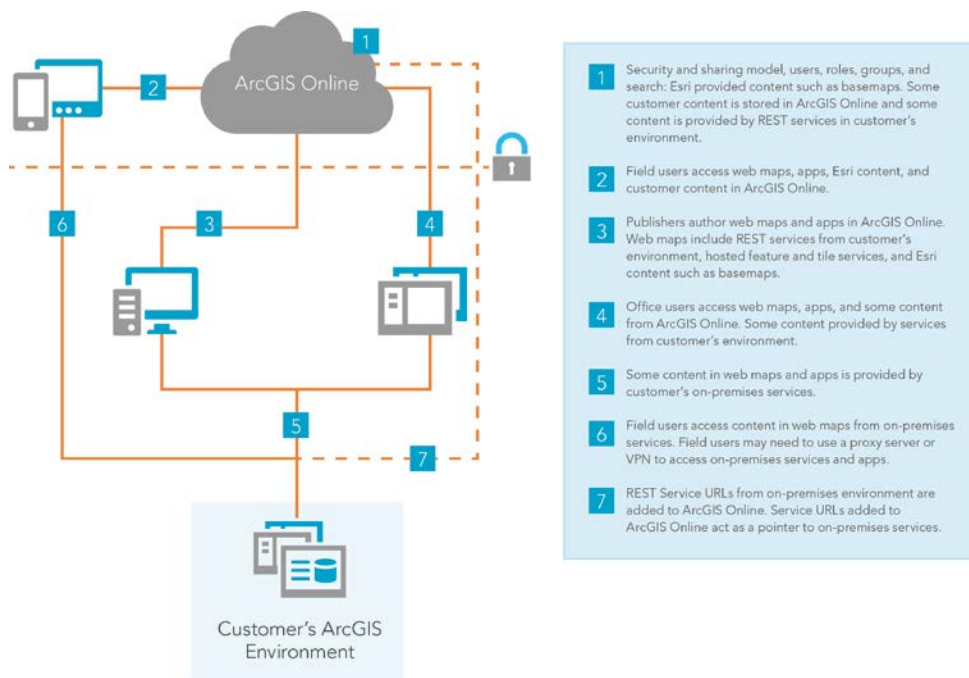 1
ArcGIS Online
2
6
3
4
5
7
Customer's ArcGIS
Environment
1
Security and sharing model, users, roles, groups, and
search: Esri provided content such as basemaps. Some
customer content is stored in ArcGIS Online and some
content is provided by REST services in customer's
environment.
2
Field users access web maps, apps, Esri content, and
customer content in ArcGIS Online.
3
Publishers author web maps and apps in ArcGIS Online.
Web maps include REST services from customer's
environment, hosted feature and tile services, and Esri
content such as basemaps.
4
Office users access web maps, apps, and some content
from ArcGIS Online. Some content provided by services
from customer's environment.
5
Some content in web maps and apps is provided by
customer's on-premises services.
6
Field users access content in web maps from on-premises
services. Field users may need to use a proxy server or
VPN to access on-premises services and apps.
7
REST Service URLs from on-premises environment are
added to ArcGIS Online. Service URLs added to
ArcGIS Online act as a pointer to on-premises services.